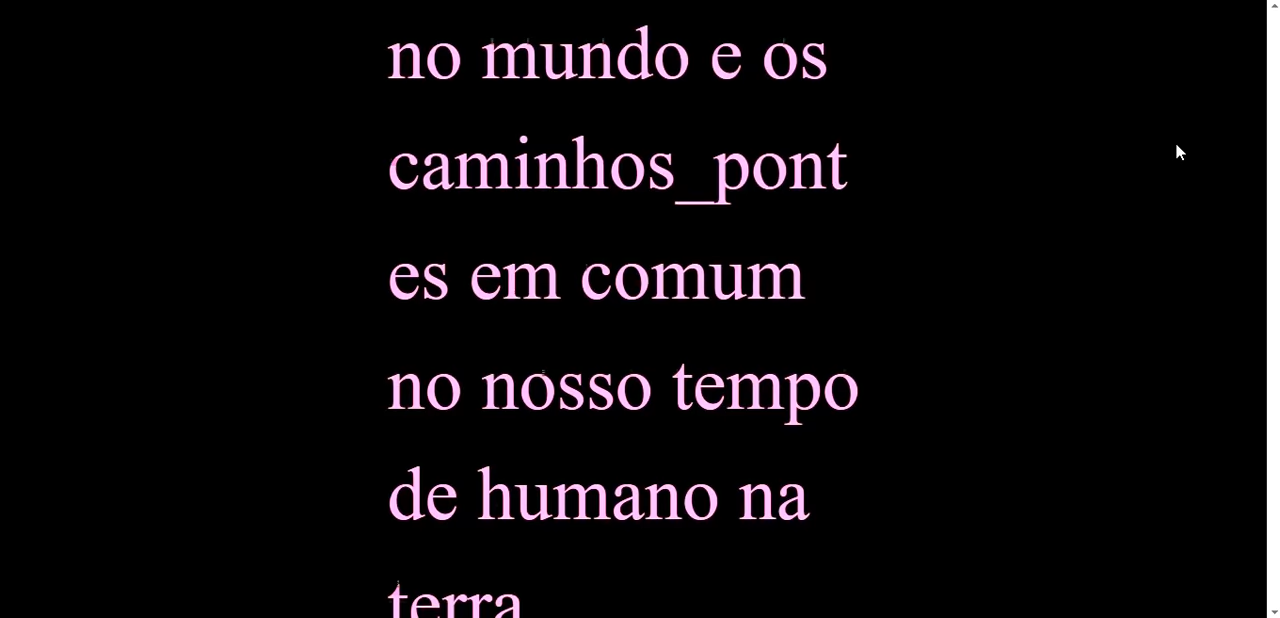 no mundo e os
caminhos_pont
es em comum
no nosso tempo
de humano na
terra